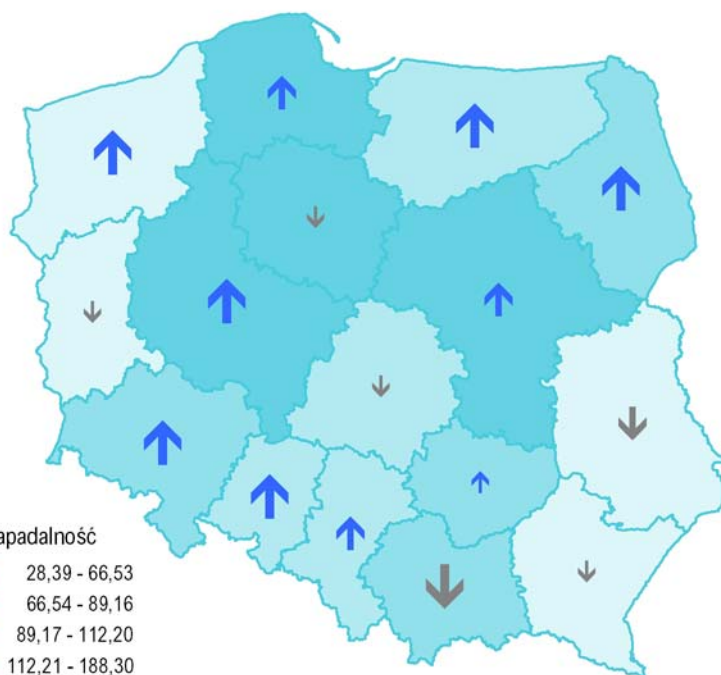 apadalność
28,39 - 66,53
66,54 - 89,16
89,17 - 112,20
112,21 - 188,30